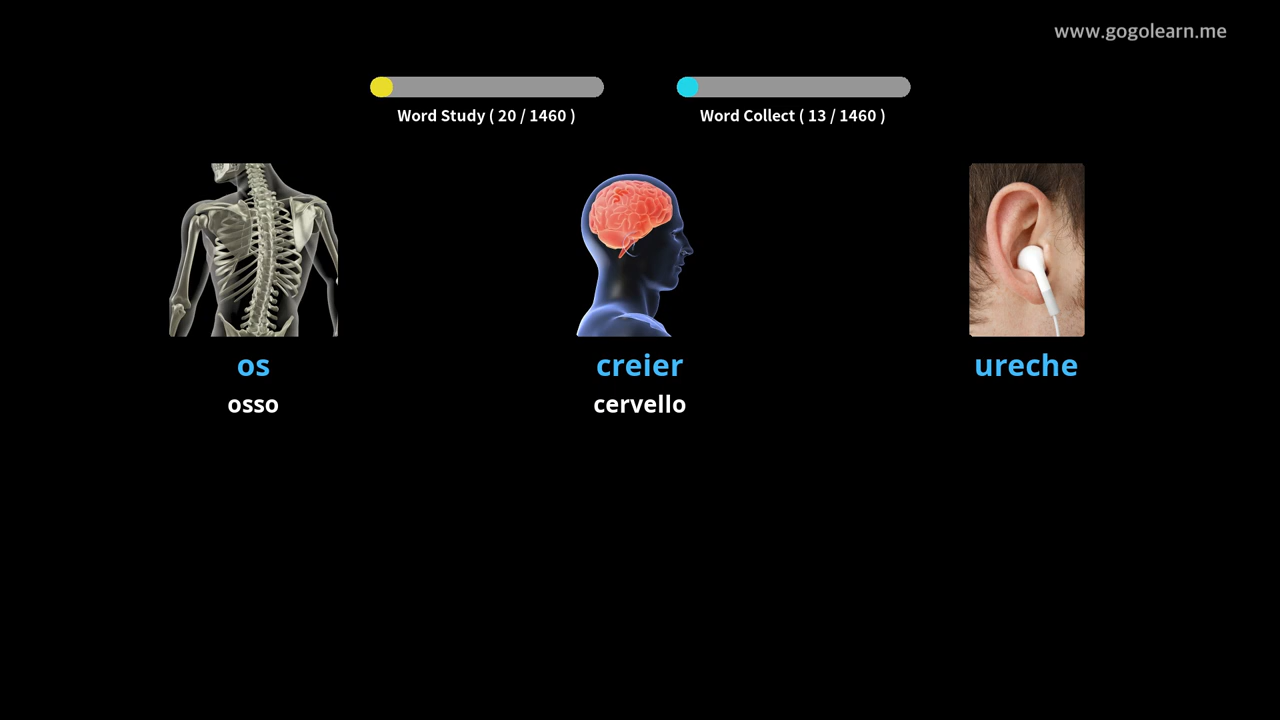 www.gogolearn.me
Word Study ( 20 / 1460 )
Word Collect ( 13 / 1460 )
os
creier
ureche
osso
cervello